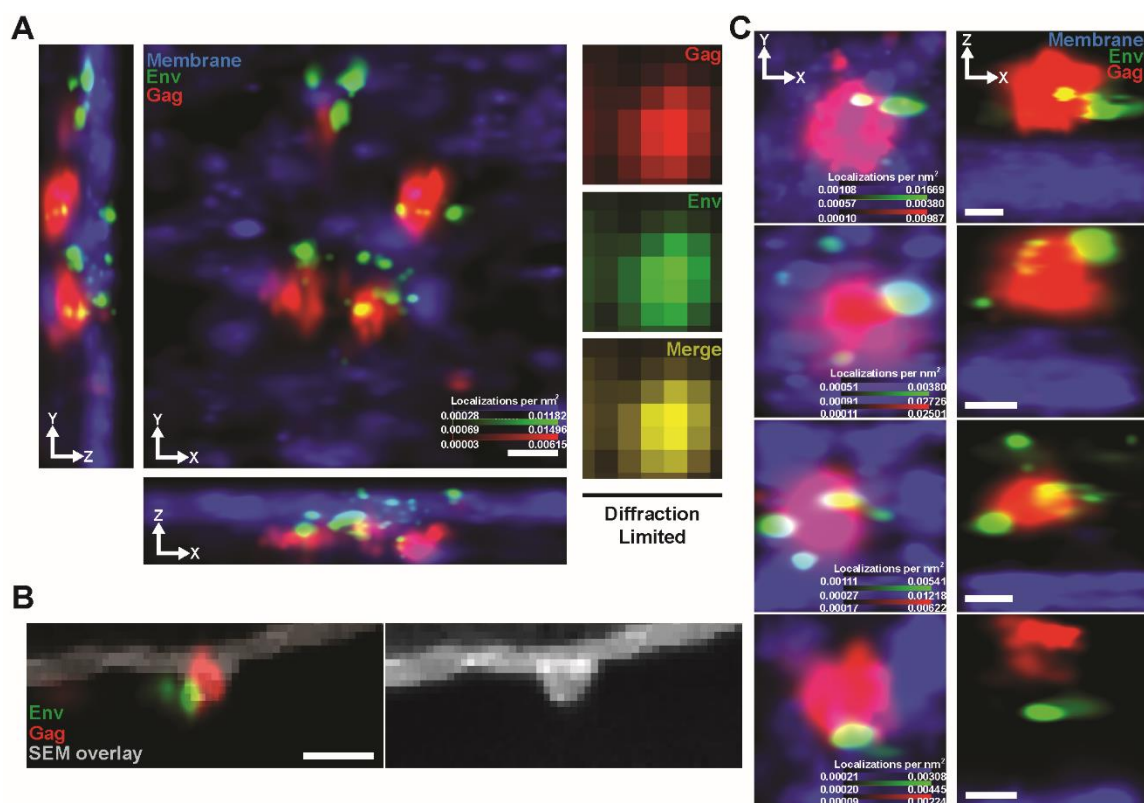 A
Y
Z
Membrane
Env
Gag
Localizations per nm²
0.00028 0.01182
0.00069 0.01496
0.00003 0.00615
Y
X
Z
X
Gag
Env
Merge
Diffraction
Limited
B
Env
Gag
SEM overlay
C
Y
X
Localizations per nm²
0.00108 0.01669
0.00057 0.00380
0.00010 0.00987
Z
X
Membrane
Env
Gag
Localizations per nm²
0.00051 0.00380
0.00091 0.02726
0.00011 0.02501
Localizations per nm²
0.00111 0.00541
0.00027 0.01218
0.00017 0.00622
Localizations per nm²
0.00021 0.00308
0.00020 0.00445
0.00009 0.00224